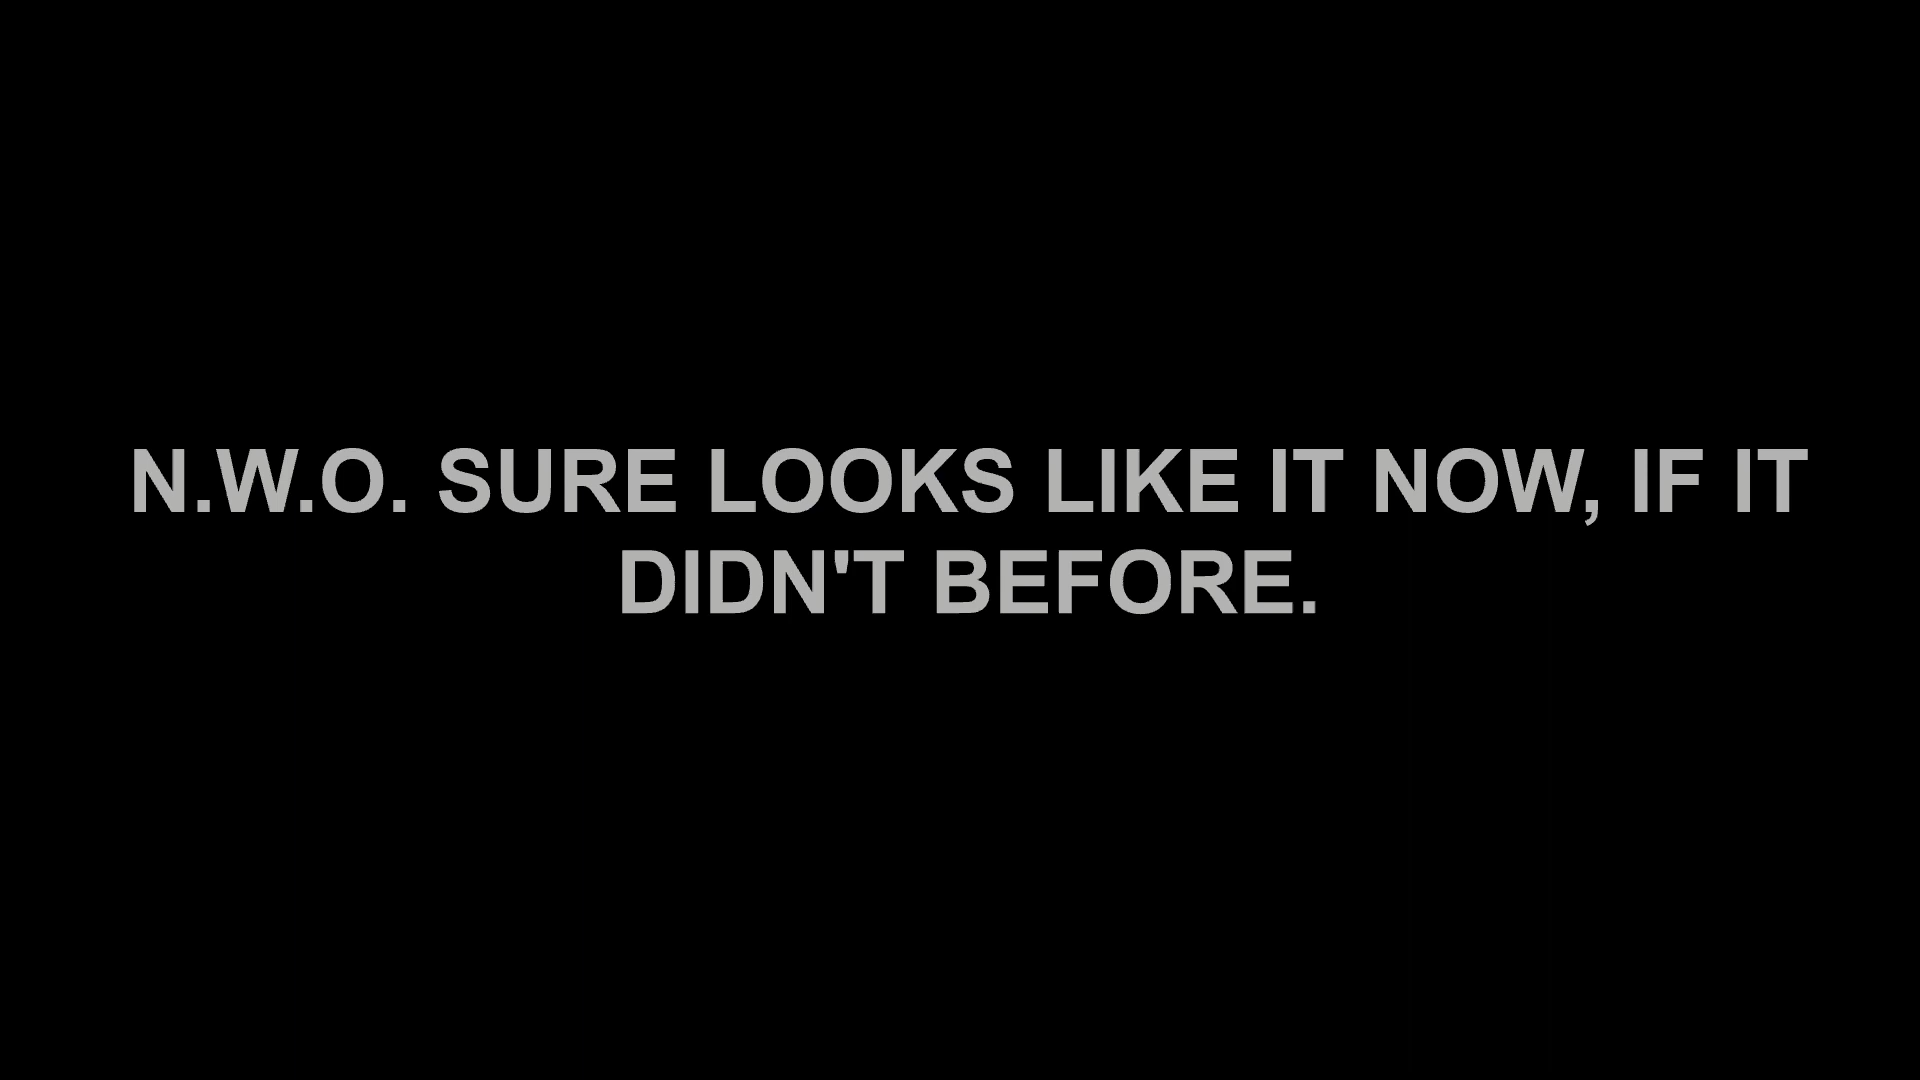 N.W.O. SURE LOOKS LIKE IT NOW, IF IT
DIDN'T BEFORE.